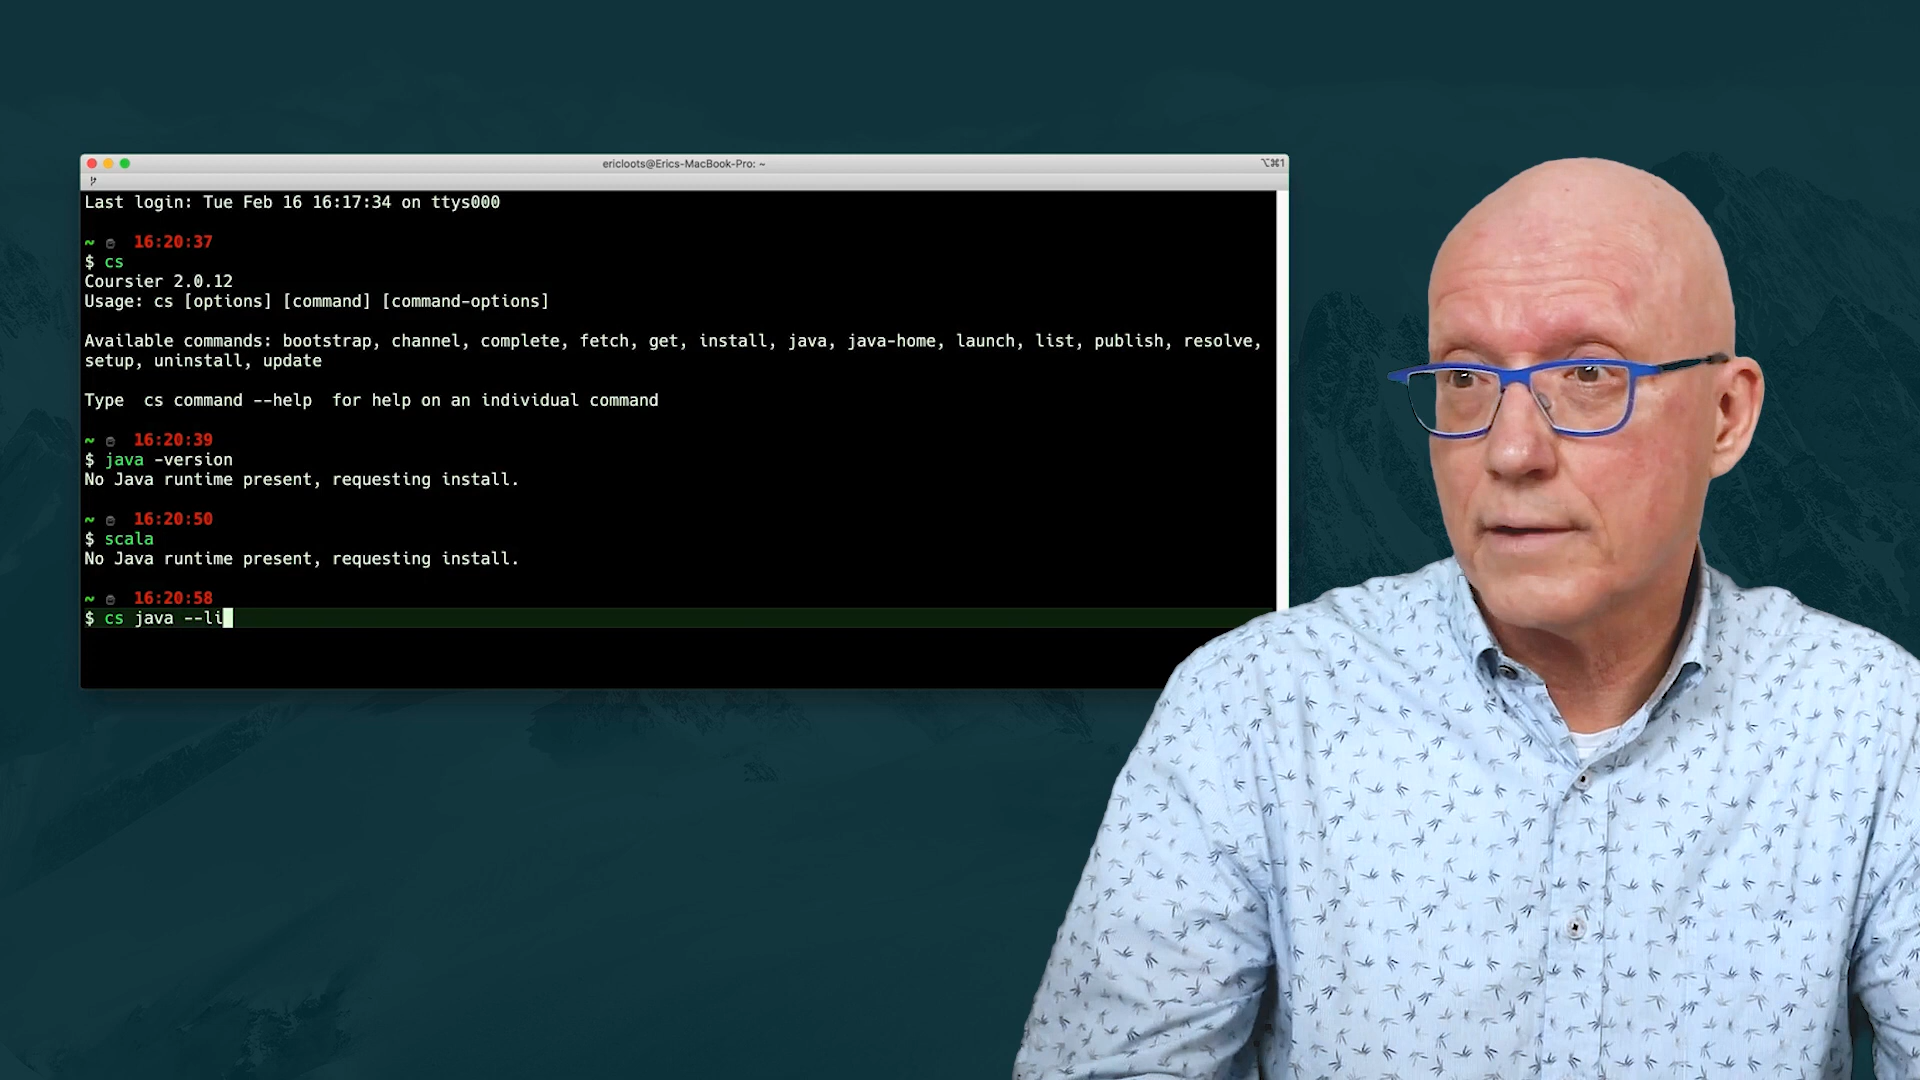 ericloots@Erics-MacBook-Pro: ~
⌥⌘1
Last login: Tue Feb 16 16:17:34 on ttys000
~ 16:20:37
$ cs
Coursier 2.0.12
Usage: cs [options] [command] [command-options]
Available commands: bootstrap, channel, complete, fetch, get, install, java, java-home, launch, list, publish, resolve,
setup, uninstall, update
Type  cs command --help  for help on an individual command
~ 16:20:39
$ java -version
No Java runtime present, requesting install.
~ 16:20:50
$ scala
No Java runtime present, requesting install.
~ 16:20:58
$ cs java --li